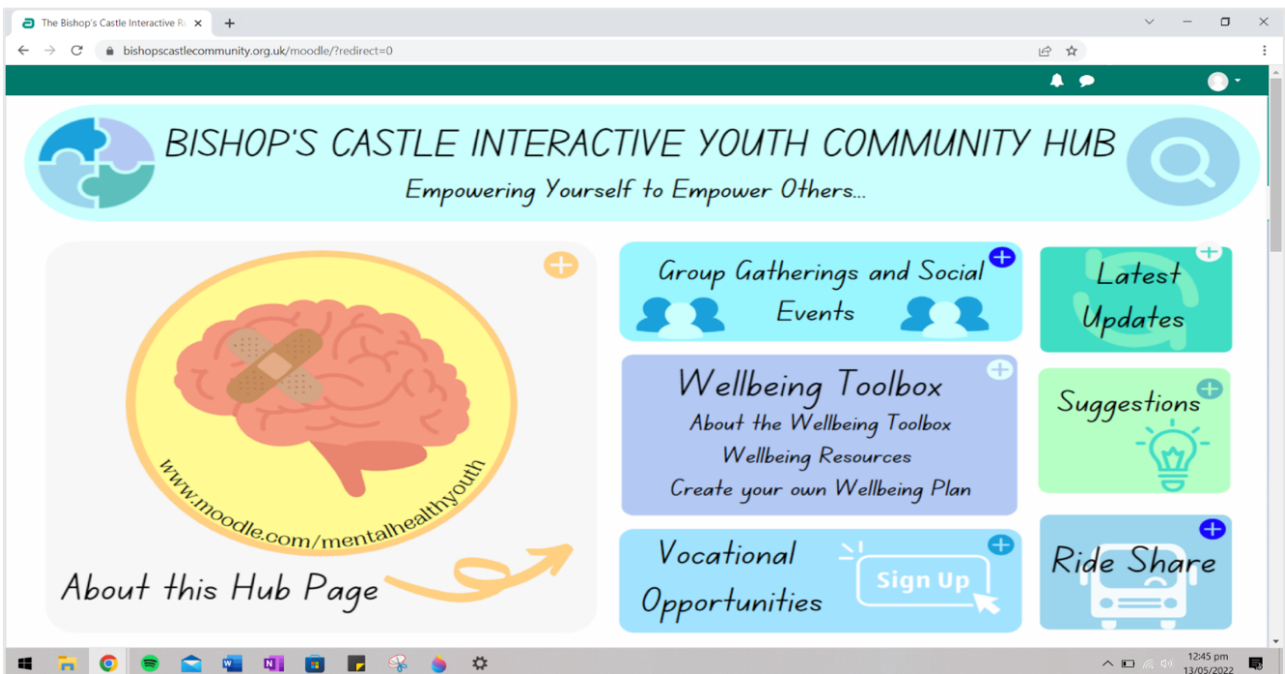 The Bishop's Castle Interactive Ru
bishopscastlecommunity.org.uk/moodle/?redirect=0
BISHOP'S CASTLE INTERACTIVE YOUTH COMMUNITY HUB
Empowering Yourself to Empower Others...
www.moodle.com/mentalhealthyouth
About this Hub Page
Group Gatherings and Social
Events
Wellbeing Toolbox
About the Wellbeing Toolbox
Wellbeing Resources
Create your own Wellbeing Plan
Vocational
Opportunities
Sign Up
Latest
Updates
Suggestions
Ride Share
12:45 pm
13/05/2022